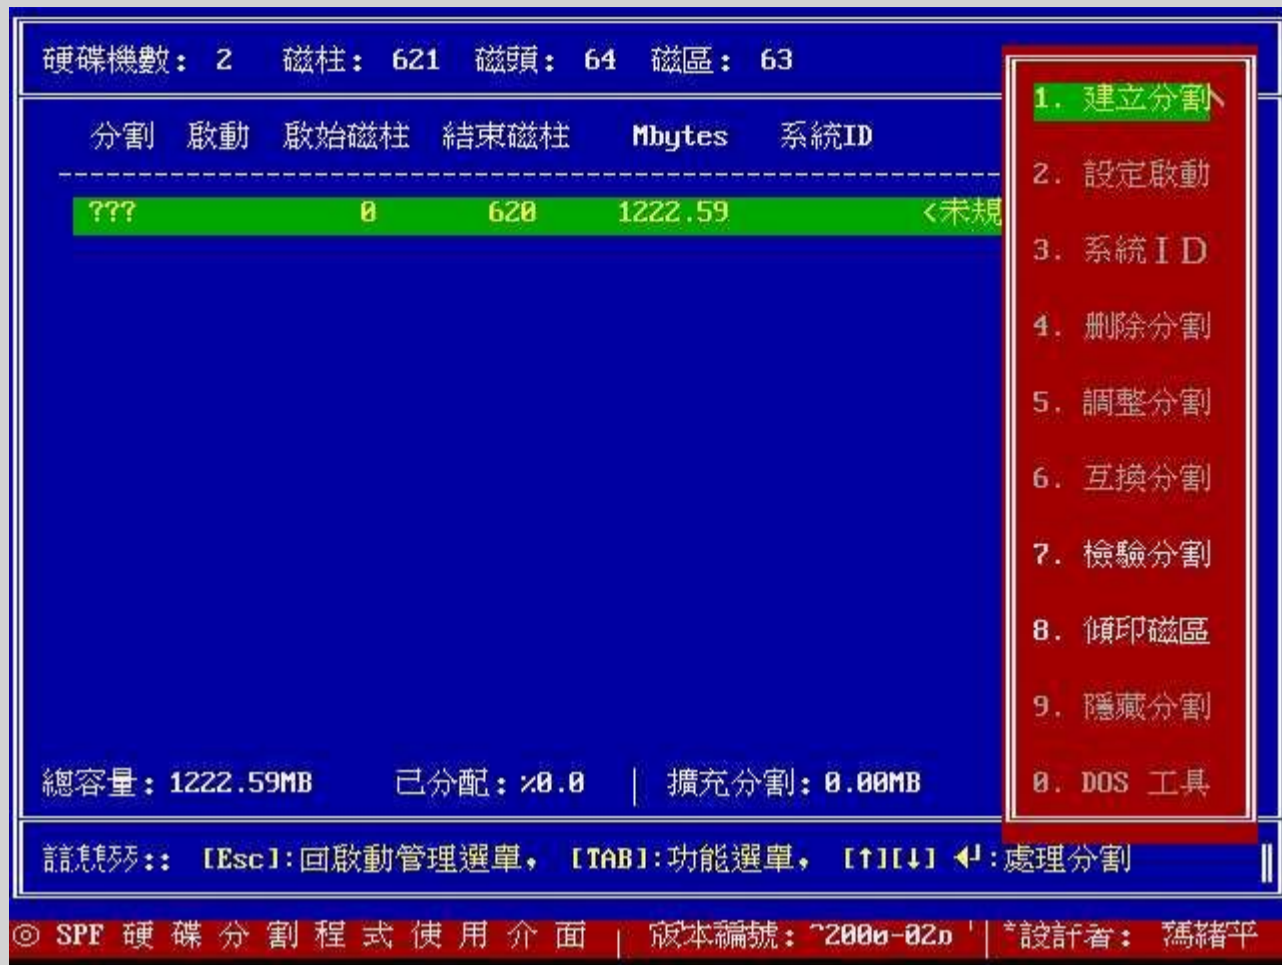 硬碟機數: 2 磁柱: 621 磁頭: 64 磁區: 63
分割 啟動 啟始磁柱 結束磁柱 Mbytes 系統ID
??? 0 620 1222.59 <未規
1. 建立分割
2. 設定啟動
3. 系統ID
4. 刪除分割
5. 調整分割
6. 互換分割
7. 檢驗分割
8. 傾印磁區
9. 隱藏分割
0. DOS 工具
總容量:1222.59MB 已分配:%0.0 | 擴充分割:0.00MB
[Esc]:回啟動管理選單, [TAB]:功能選單, [↑][↓] ↵:處理分割
◎ SPF 硬碟分割程式使用介面 | 版本編號: | 設計者: